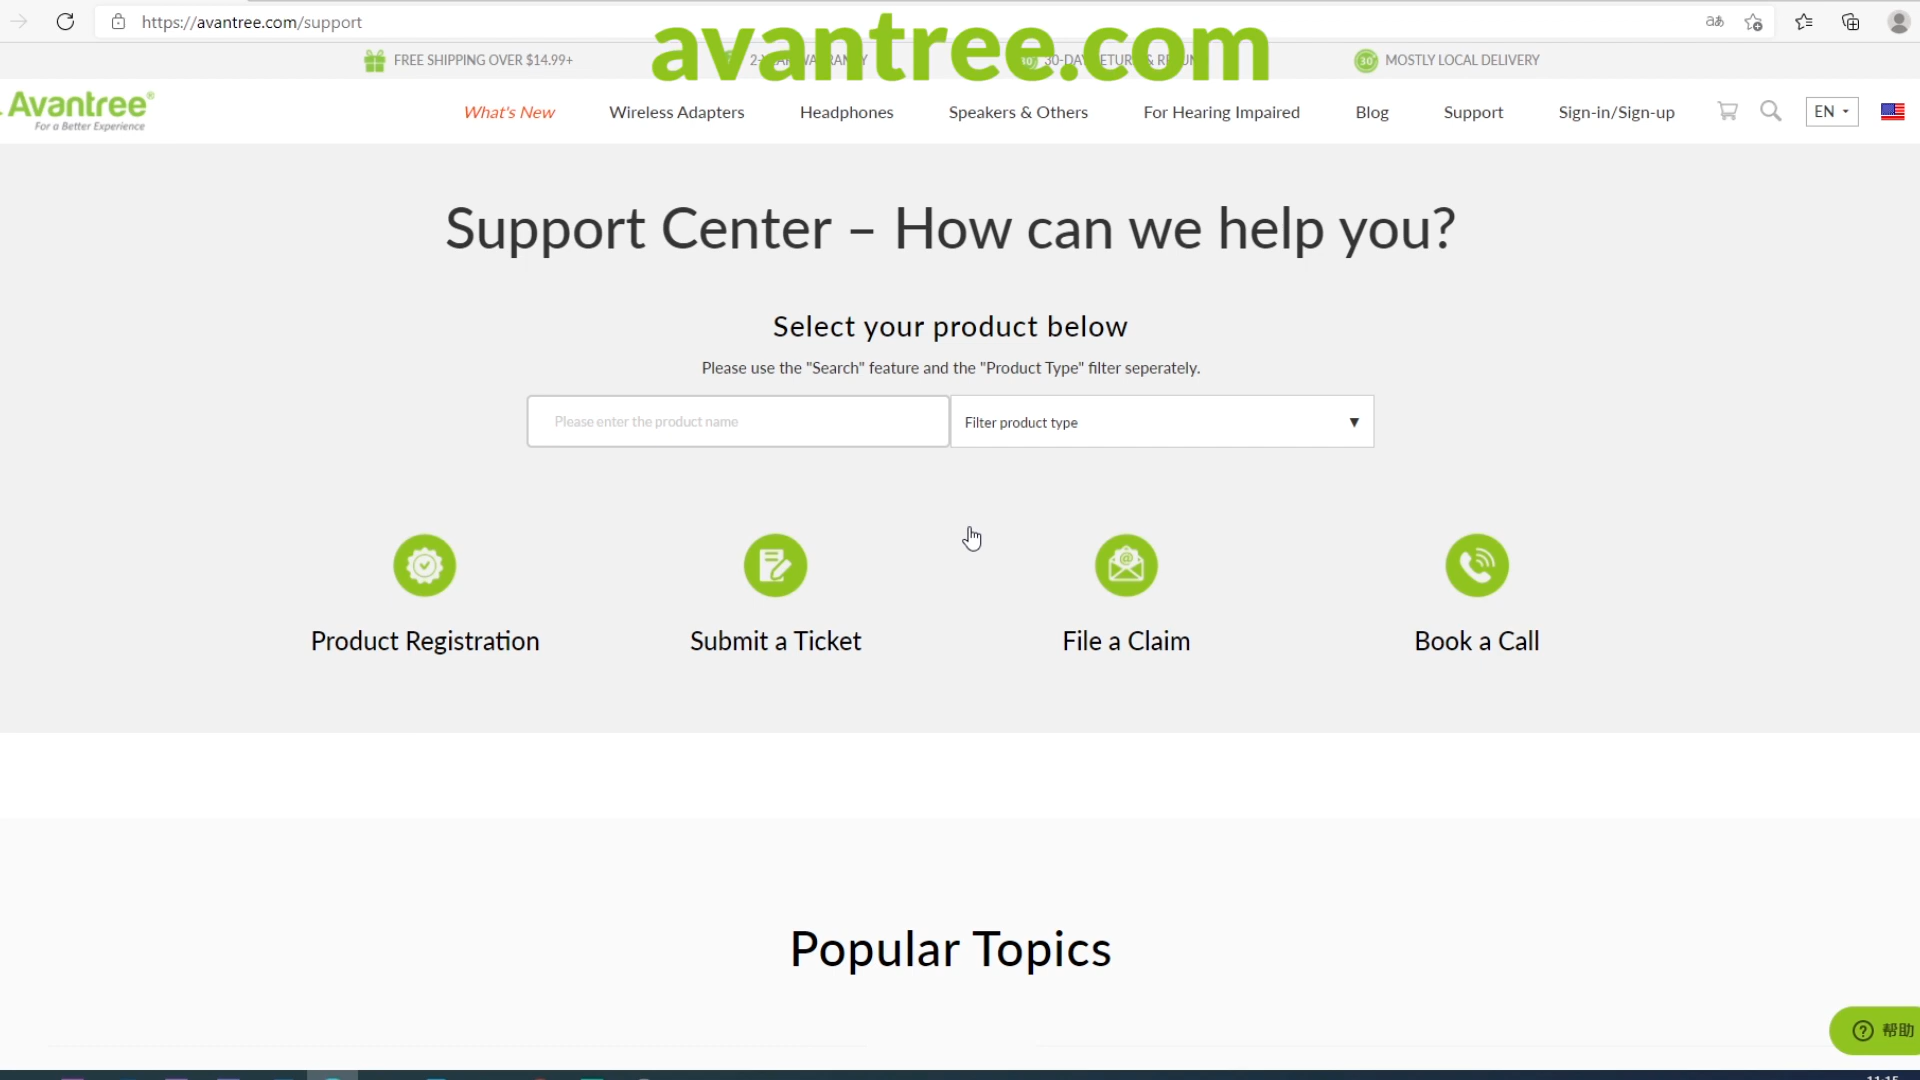 https://avantree.com/support
avantree.com
FREE SHIPPING OVER $14.99+
MOSTLY LOCAL DELIVERY
Avantree®
For a Better Experience
What's New
Wireless Adapters
Headphones
Speakers & Others
For Hearing Impaired
Blog
Support
Sign-in/Sign-up
EN
Support Center – How can we help you?
Select your product below
Please use the "Search" feature and the "Product Type" filter seperately.
Please enter the product name
Filter product type
Product Registration
Submit a Ticket
File a Claim
Book a Call
Popular Topics
帮助